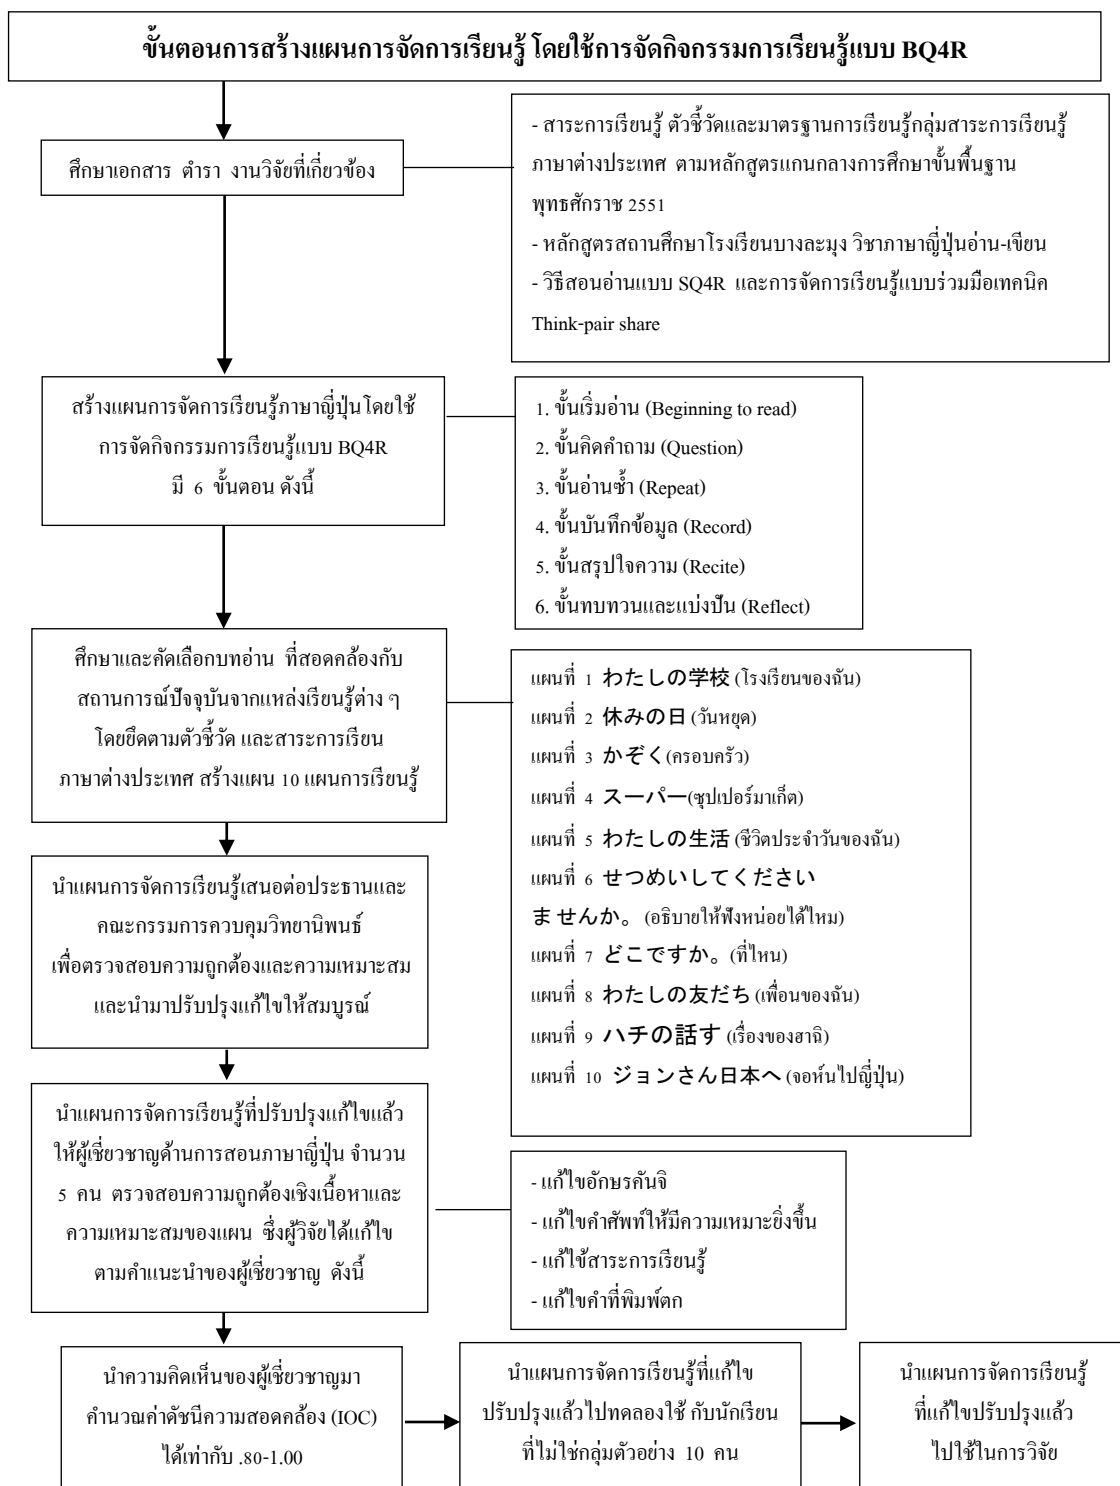 ขั้นตอนการสร้างแผนการจัดการเรียนรู้ โดยใช้การจัดกิจกรรมการเรียนรู้แบบ BQ4R
ศึกษาเอกสาร ตำรา งานวิจัยที่เกี่ยวข้อง
- สาระการเรียนรู้ ตัวชี้วัดและมาตรฐานการเรียนรู้กลุ่มสาระการเรียนรู้
ภาษาต่างประเทศ ตามหลักสูตรแกนกลางการศึกษาขั้นพื้นฐาน
พุทธศักราช 2551
- หลักสูตรสถานศึกษาโรงเรียนบางละมุง วิชาภาษาญี่ปุ่นอ่าน-เขียน
- วิธีสอนอ่านแบบ SQ4R และการจัดการเรียนรู้แบบร่วมมือเทคนิค
Think-pair share
สร้างแผนการจัดการเรียนรู้ภาษาญี่ปุ่นโดยใช้
การจัดกิจกรรมการเรียนรู้แบบ BQ4R
มี 6 ขั้นตอน ดังนี้
1. ขั้นเริ่มอ่าน (Beginning to read)
2. ขั้นคิดคำถาม (Question)
3. ขั้นอ่านซ้ำ (Repeat)
4. ขั้นบันทึกข้อมูล (Record)
5. ขั้นสรุปใจความ (Recite)
6. ขั้นทบทวนและแบ่งปัน (Reflect)
ศึกษาและคัดเลือกบทอ่าน ที่สอดคล้องกับ
สถานการณ์ปัจจุบันจากแหล่งเรียนรู้ต่าง ๆ
โดยยึดตามตัวชี้วัด และสาระการเรียน
ภาษาต่างประเทศ สร้างแผน 10 แผนการเรียนรู้
แผนที่ 1 わたしの学校 (โรงเรียนของฉัน)
แผนที่ 2 休みの日 (วันหยุด)
แผนที่ 3 かぞく (ครอบครัว)
แผนที่ 4 スーパー(ซุปเปอร์มาเก็ต)
แผนที่ 5 わたしの生活 (ชีวิตประจำวันของฉัน)
แผนที่ 6 せつめいしてください
ませんか。 (อธิบายให้ฟังหน่อยได้ไหม)
แผนที่ 7 どこですか。(ที่ไหน)
แผนที่ 8 わたしの友だち (เพื่อนของฉัน)
แผนที่ 9 ハチの話す (เรื่องของฮาฉิ)
แผนที่ 10 ジョンさん日本へ (จอห์นไปญี่ปุ่น)
นำแผนการจัดการเรียนรู้เสนอต่อประธานและ
คณะกรรมการควบคุมวิทยานิพนธ์
เพื่อตรวจสอบความถูกต้องและความเหมาะสม
และนำมาปรับปรุงแก้ไขให้สมบูรณ์
นำแผนการจัดการเรียนรู้ที่ปรับปรุงแก้ไขแล้ว
ให้ผู้เชี่ยวชาญด้านการสอนภาษาญี่ปุ่น จำนวน
5 คน ตรวจสอบความถูกต้องเชิงเนื้อหาและ
ความเหมาะสมของแผน ซึ่งผู้วิจัยได้แก้ไข
ตามคำแนะนำของผู้เชี่ยวชาญ ดังนี้
- แก้ไขอักษรคันจิ
- แก้ไขคำศัพท์ให้มีความเหมาะยิ่งขึ้น
- แก้ไข้สาระการเรียนรู้
- แก้ไขคำที่พิมพ์ตก
นำความคิดเห็นของผู้เชี่ยวชาญมา
คำนวณค่าดัชนีความสอดคล้อง (IOC)
ได้เท่ากับ .80-1.00
นำแผนการจัดการเรียนรู้ที่แก้ไข
ปรับปรุงแล้วไปทดลองใช้ กับนักเรียน
ที่ไม่ใช่กลุ่มตัวอย่าง 10 คน
นำแผนการจัดการเรียนรู้
ที่แก้ไขปรับปรุงแล้ว
ไปใช้ในการวิจัย